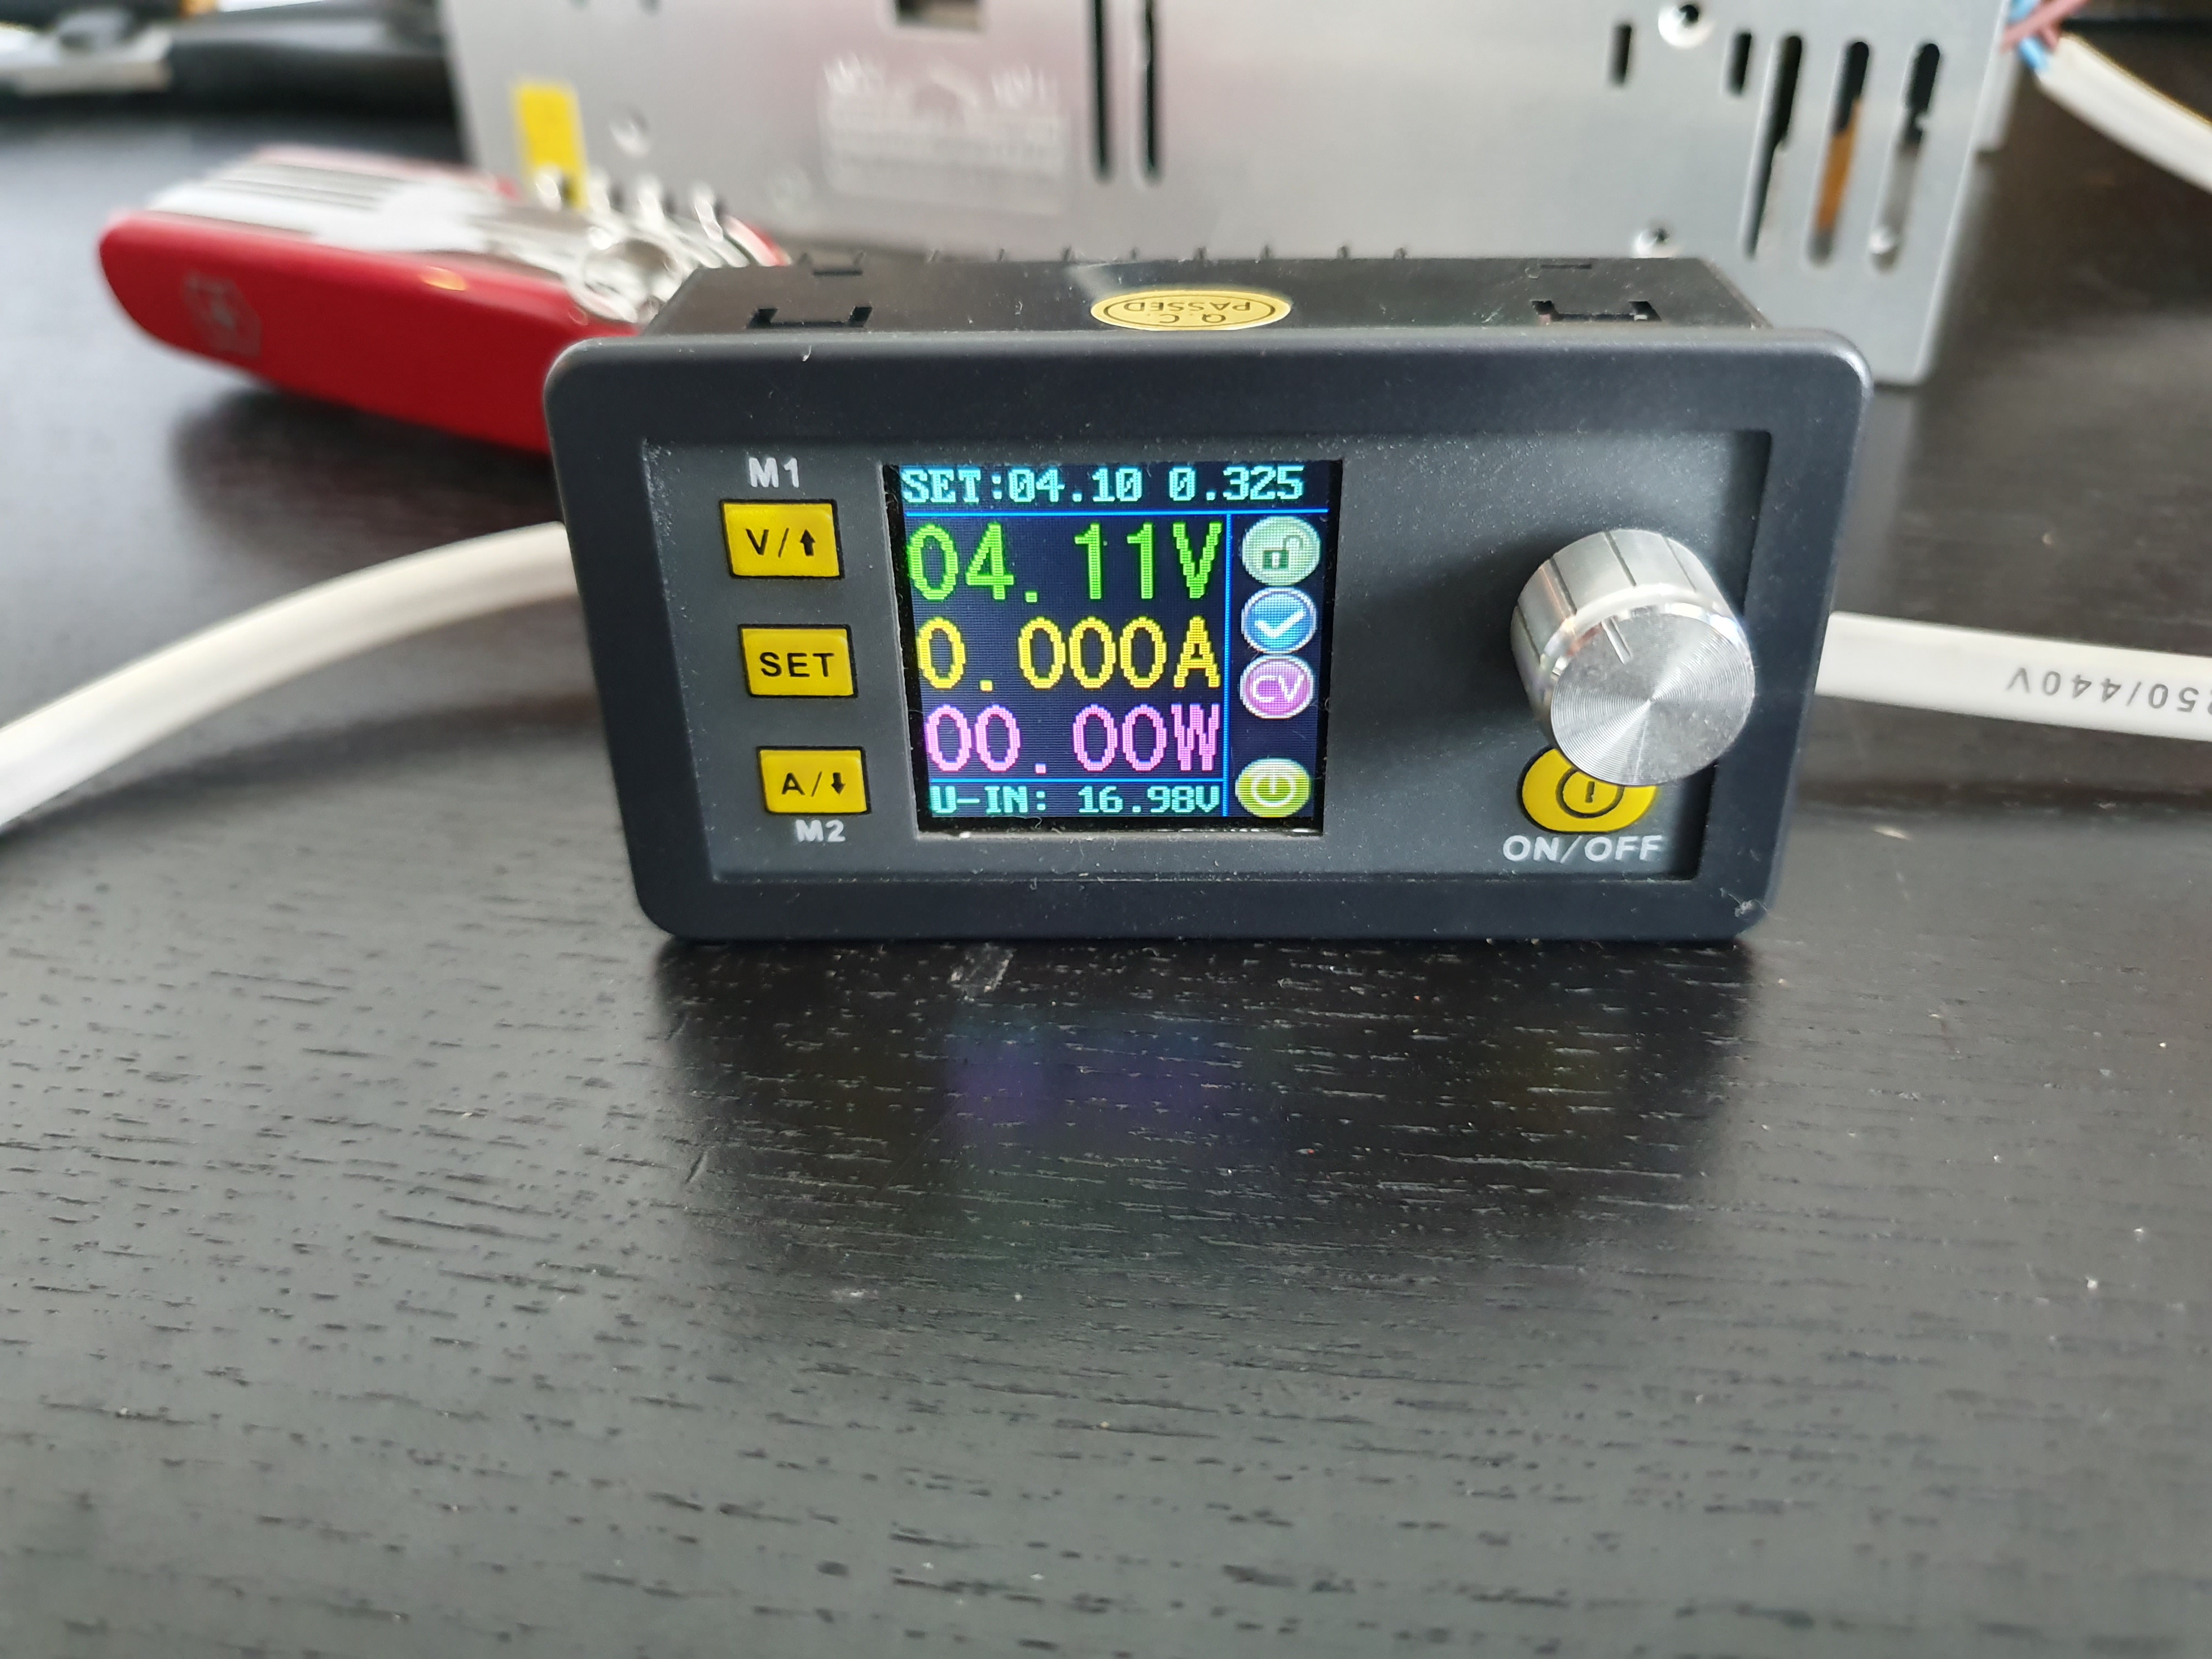 Q.C.
PASSED
M1
V/⬆
SET
A/⬇
M2
SET:04.10 0.325
04.11V
0.000A
00.00W
U-IN: 16.98V
CV
ON/OFF
50/440V